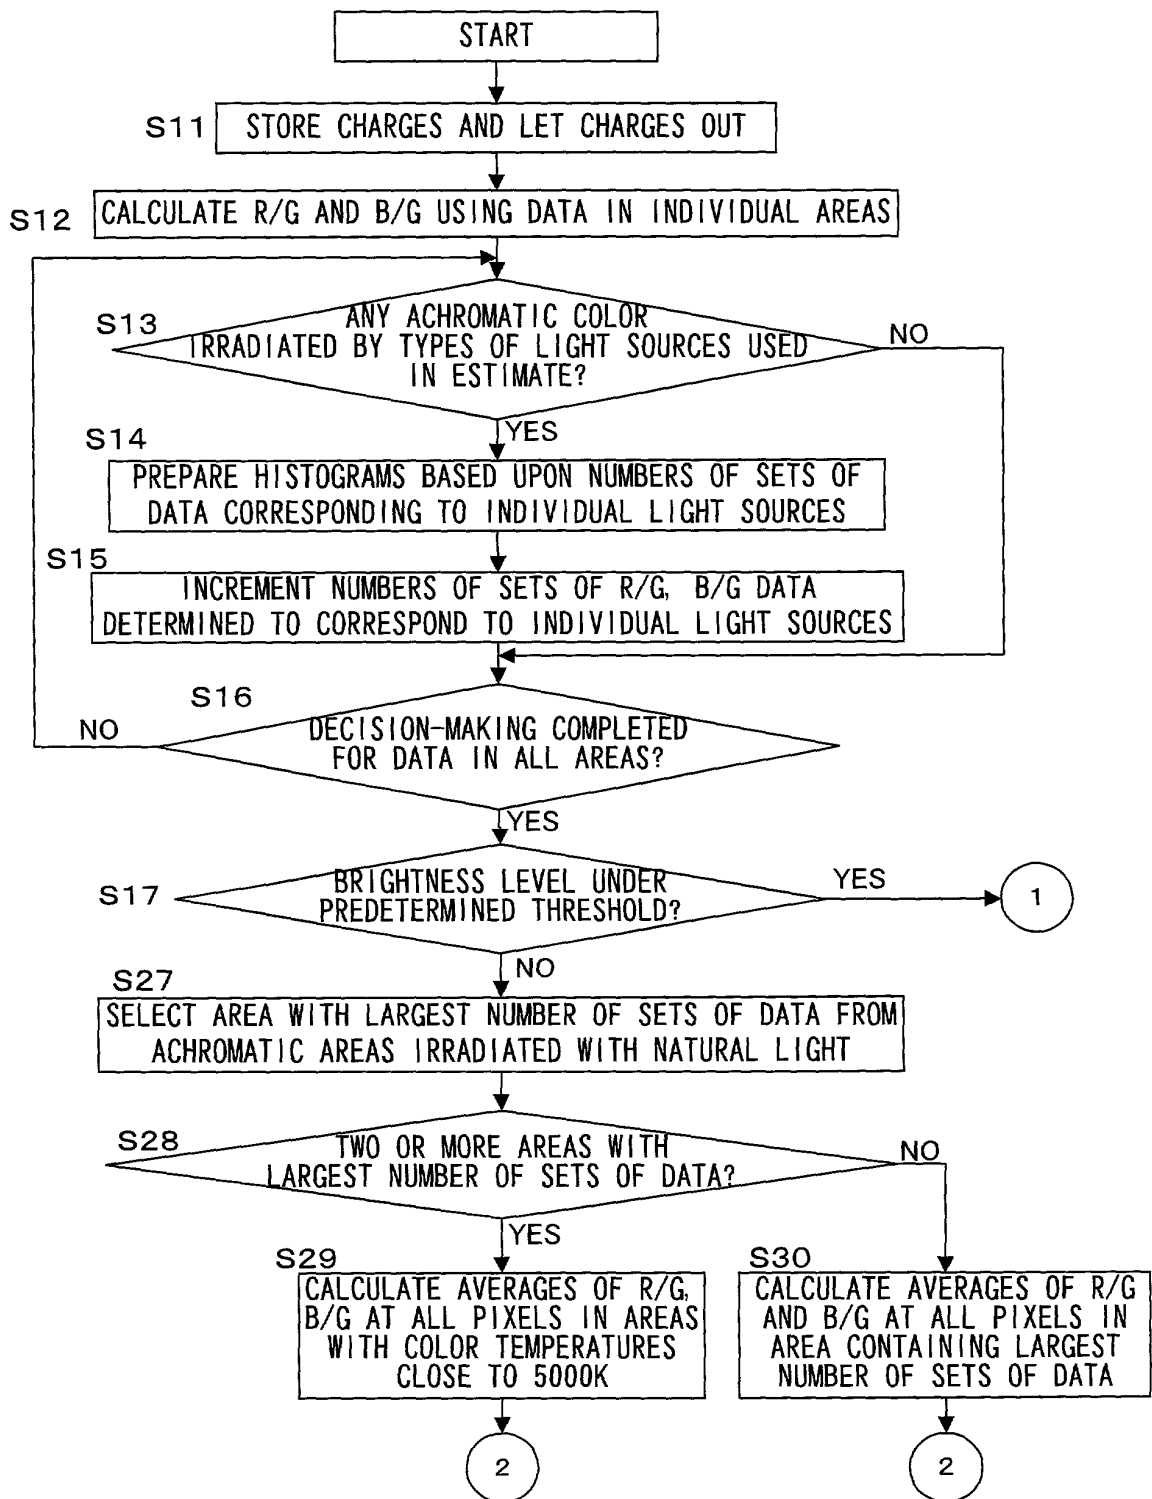 START
S11
STORE CHARGES AND LET CHARGES OUT
S12
CALCULATE R/G AND B/G USING DATA IN INDIVIDUAL AREAS
S13
ANY ACHROMATIC COLOR
IRRADIATED BY TYPES OF LIGHT SOURCES USED
IN ESTIMATE?
NO
YES
S14
PREPARE HISTOGRAMS BASED UPON NUMBERS OF SETS OF
DATA CORRESPONDING TO INDIVIDUAL LIGHT SOURCES
S15
INCREMENT NUMBERS OF SETS OF R/G, B/G DATA
DETERMINED TO CORRESPOND TO INDIVIDUAL LIGHT SOURCES
S16
NO
DECISION-MAKING COMPLETED
FOR DATA IN ALL AREAS?
YES
S17
BRIGHTNESS LEVEL UNDER
PREDETERMINED THRESHOLD?
YES
1
NO
S27
SELECT AREA WITH LARGEST NUMBER OF SETS OF DATA FROM
ACHROMATIC AREAS IRRADIATED WITH NATURAL LIGHT
S28
TWO OR MORE AREAS WITH
LARGEST NUMBER OF SETS OF DATA?
NO
YES
S29
CALCULATE AVERAGES OF R/G,
B/G AT ALL PIXELS IN AREAS
WITH COLOR TEMPERATURES
CLOSE TO 5000K
2
S30
CALCULATE AVERAGES OF R/G
AND B/G AT ALL PIXELS IN
AREA CONTAINING LARGEST
NUMBER OF SETS OF DATA
2